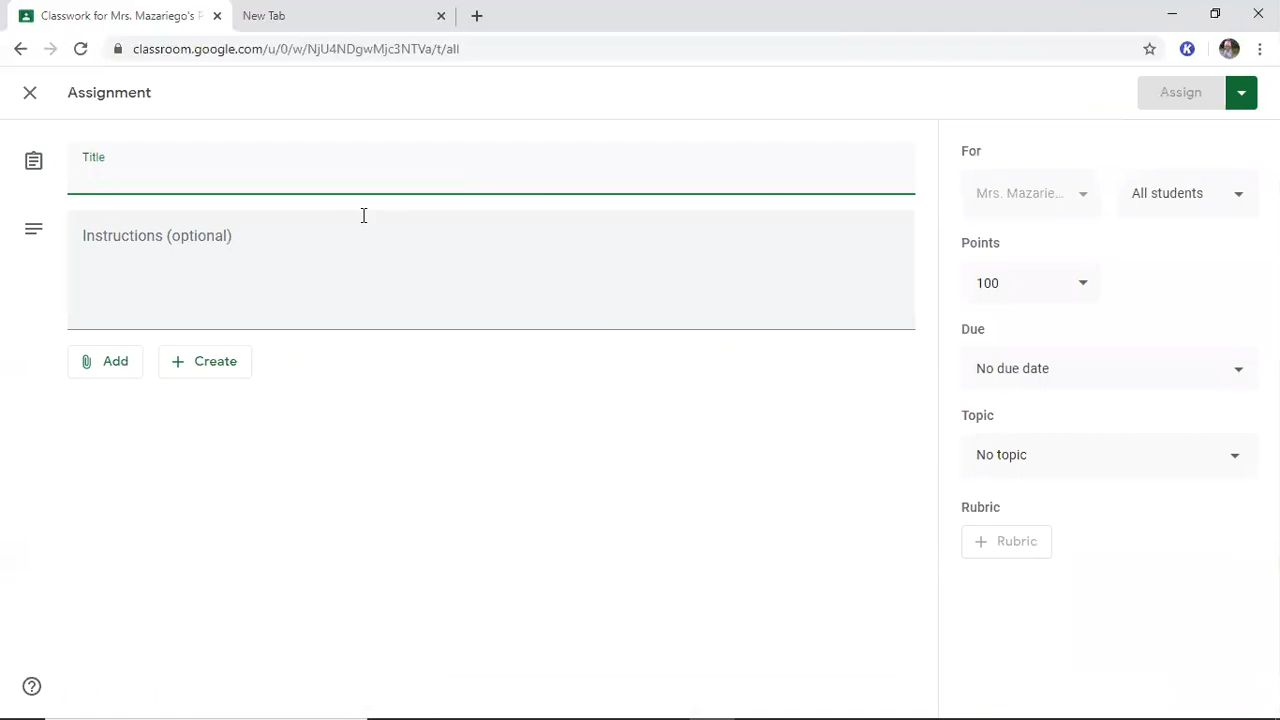 Classwork for Mrs. Mazariego's
New Tab
classroom.google.com/u/0/w/NjU4NDgwMjc3NTVa/t/all
K
Assignment
Assign
Title
Instructions (optional)
Add
Create
For
Mrs. Mazarie...
All students
Points
100
Due
No due date
Topic
No topic
Rubric
Rubric